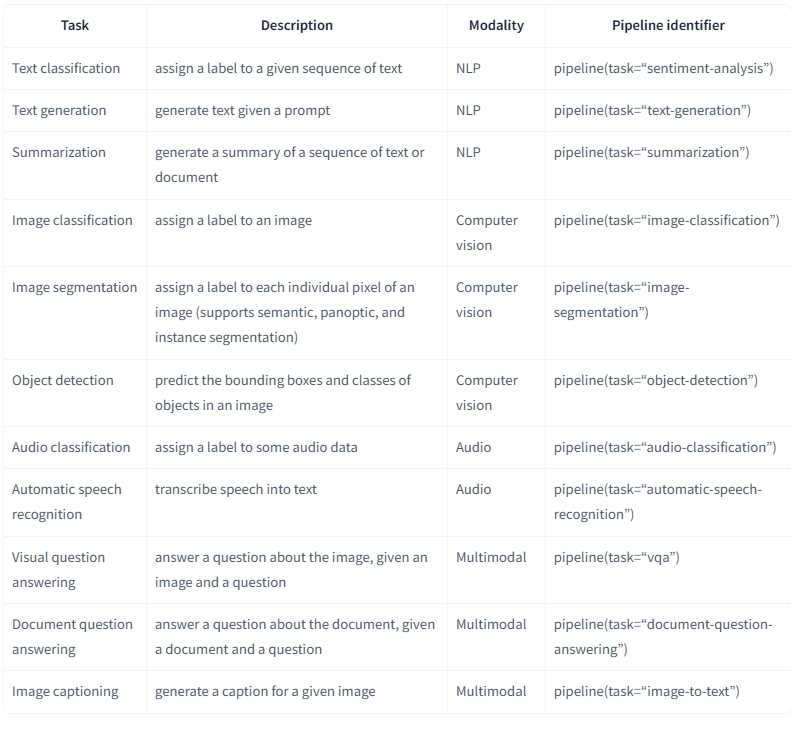 Task Description Modality Pipeline identifier
Text classification assign a label to a given sequence of text NLP pipeline(task=“sentiment-analysis”)
Text generation generate text given a prompt NLP pipeline(task=“text-generation”)
Summarization generate a summary of a sequence of text or NLP pipeline(task=“summarization”)
document
Image classification assign a label to an image Computer pipeline(task=“image-classification”)
vision
Image segmentation assign a label to each individual pixel of an Computer pipeline(task=“image-
image (supports semantic, panoptic, and vision segmentation”)
instance segmentation)
Object detection predict the bounding boxes and classes of Computer pipeline(task=“object-detection”)
objects in an image vision
Audio classification assign a label to some audio data Audio pipeline(task=“audio-classification”)
Automatic speech transcribe speech into text Audio pipeline(task=“automatic-speech-
recognition recognition”)
Visual question answer a question about the image, given an Multimodal pipeline(task=“vqa”)
answering image and a question
Document question answer a question about the document, given Multimodal pipeline(task=“document-question-
answering a document and a question answering”)
Image captioning generate a caption for a given image Multimodal pipeline(task=“image-to-text”)